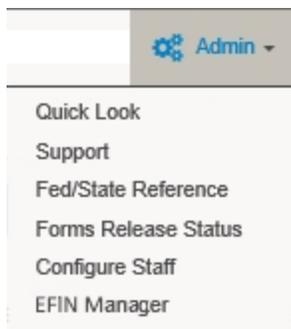 Admin
Quick Look
Support
Fed/State Reference
Forms Release Status
Configure Staff
EFIN Manager